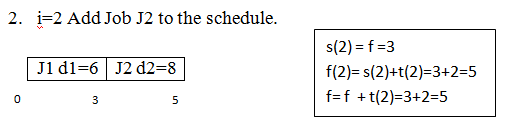 2. i=2 Add Job J2 to the schedule.
J1 d1=6 J2 d2=8
0 3 5
s(2) = f =3
f(2)= s(2)+t(2)=3+2=5
f= f + t(2)=3+2=5